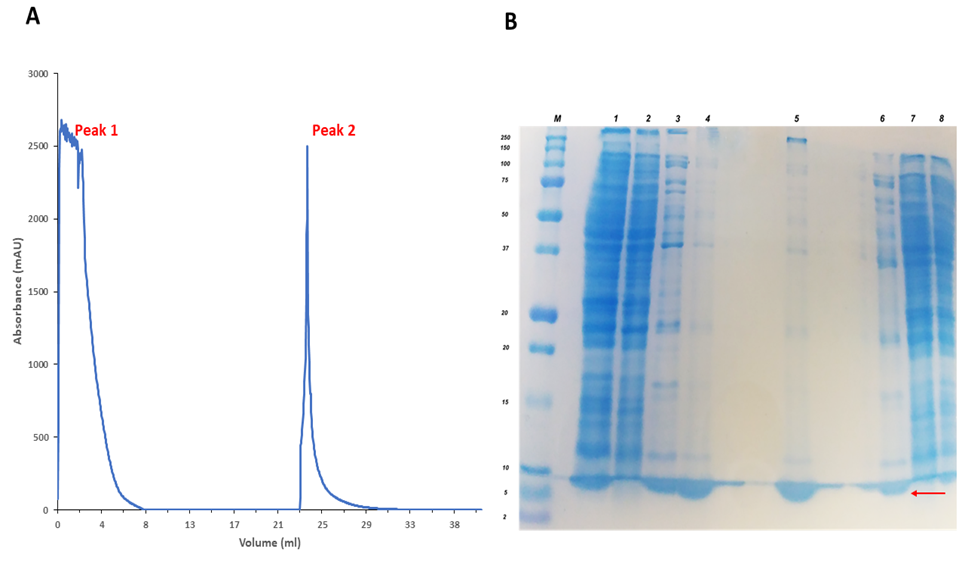 A
B
3000
2500
2000
1500
1000
500
0
Absorbance (mAU)
Peak 1
Peak 2
0 4 8 13 17 21 25 29 34 38
Volume (ml)
M 1 2 3 4 5 6 7 8
250
150
100
75
50
37
20
20
15
10
5
2